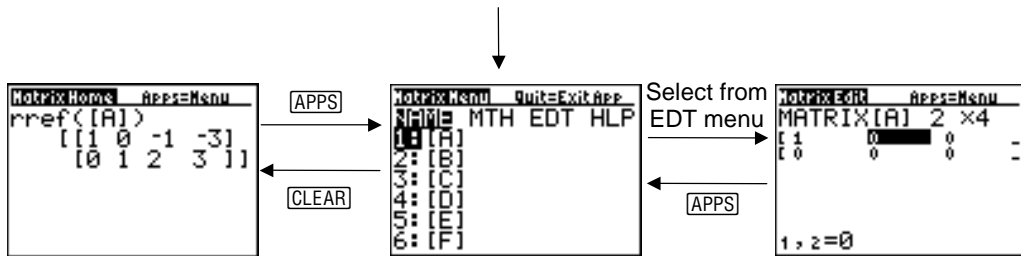 Matrix Home Apps=Menu
rref([A])
[[1 0 -1 -3]
[0 1 2 3 ]]
APPS
CLEAR
Matrix Menu Quit=Exit App
NAME MTH EDT HLP
1:[A]
2:[B]
3:[C]
4:[D]
5:[E]
6:[F]
Select from
EDT menu
APPS
Matrix Edit Apps=Menu
MATRIX[A] 2 ×4
[ 1 0 0 _
[ 0 0 0 _
1,2=0